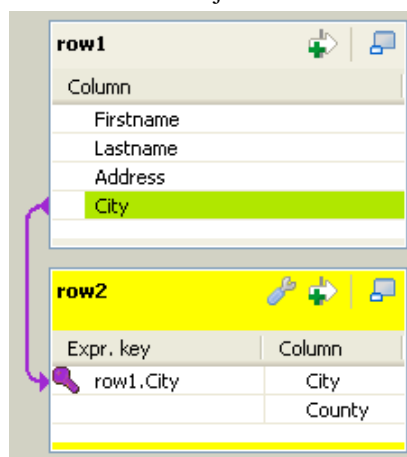 row1
Column
Firstname
Lastname
Address
City
row2
Expr. key Column
row1.City City
County